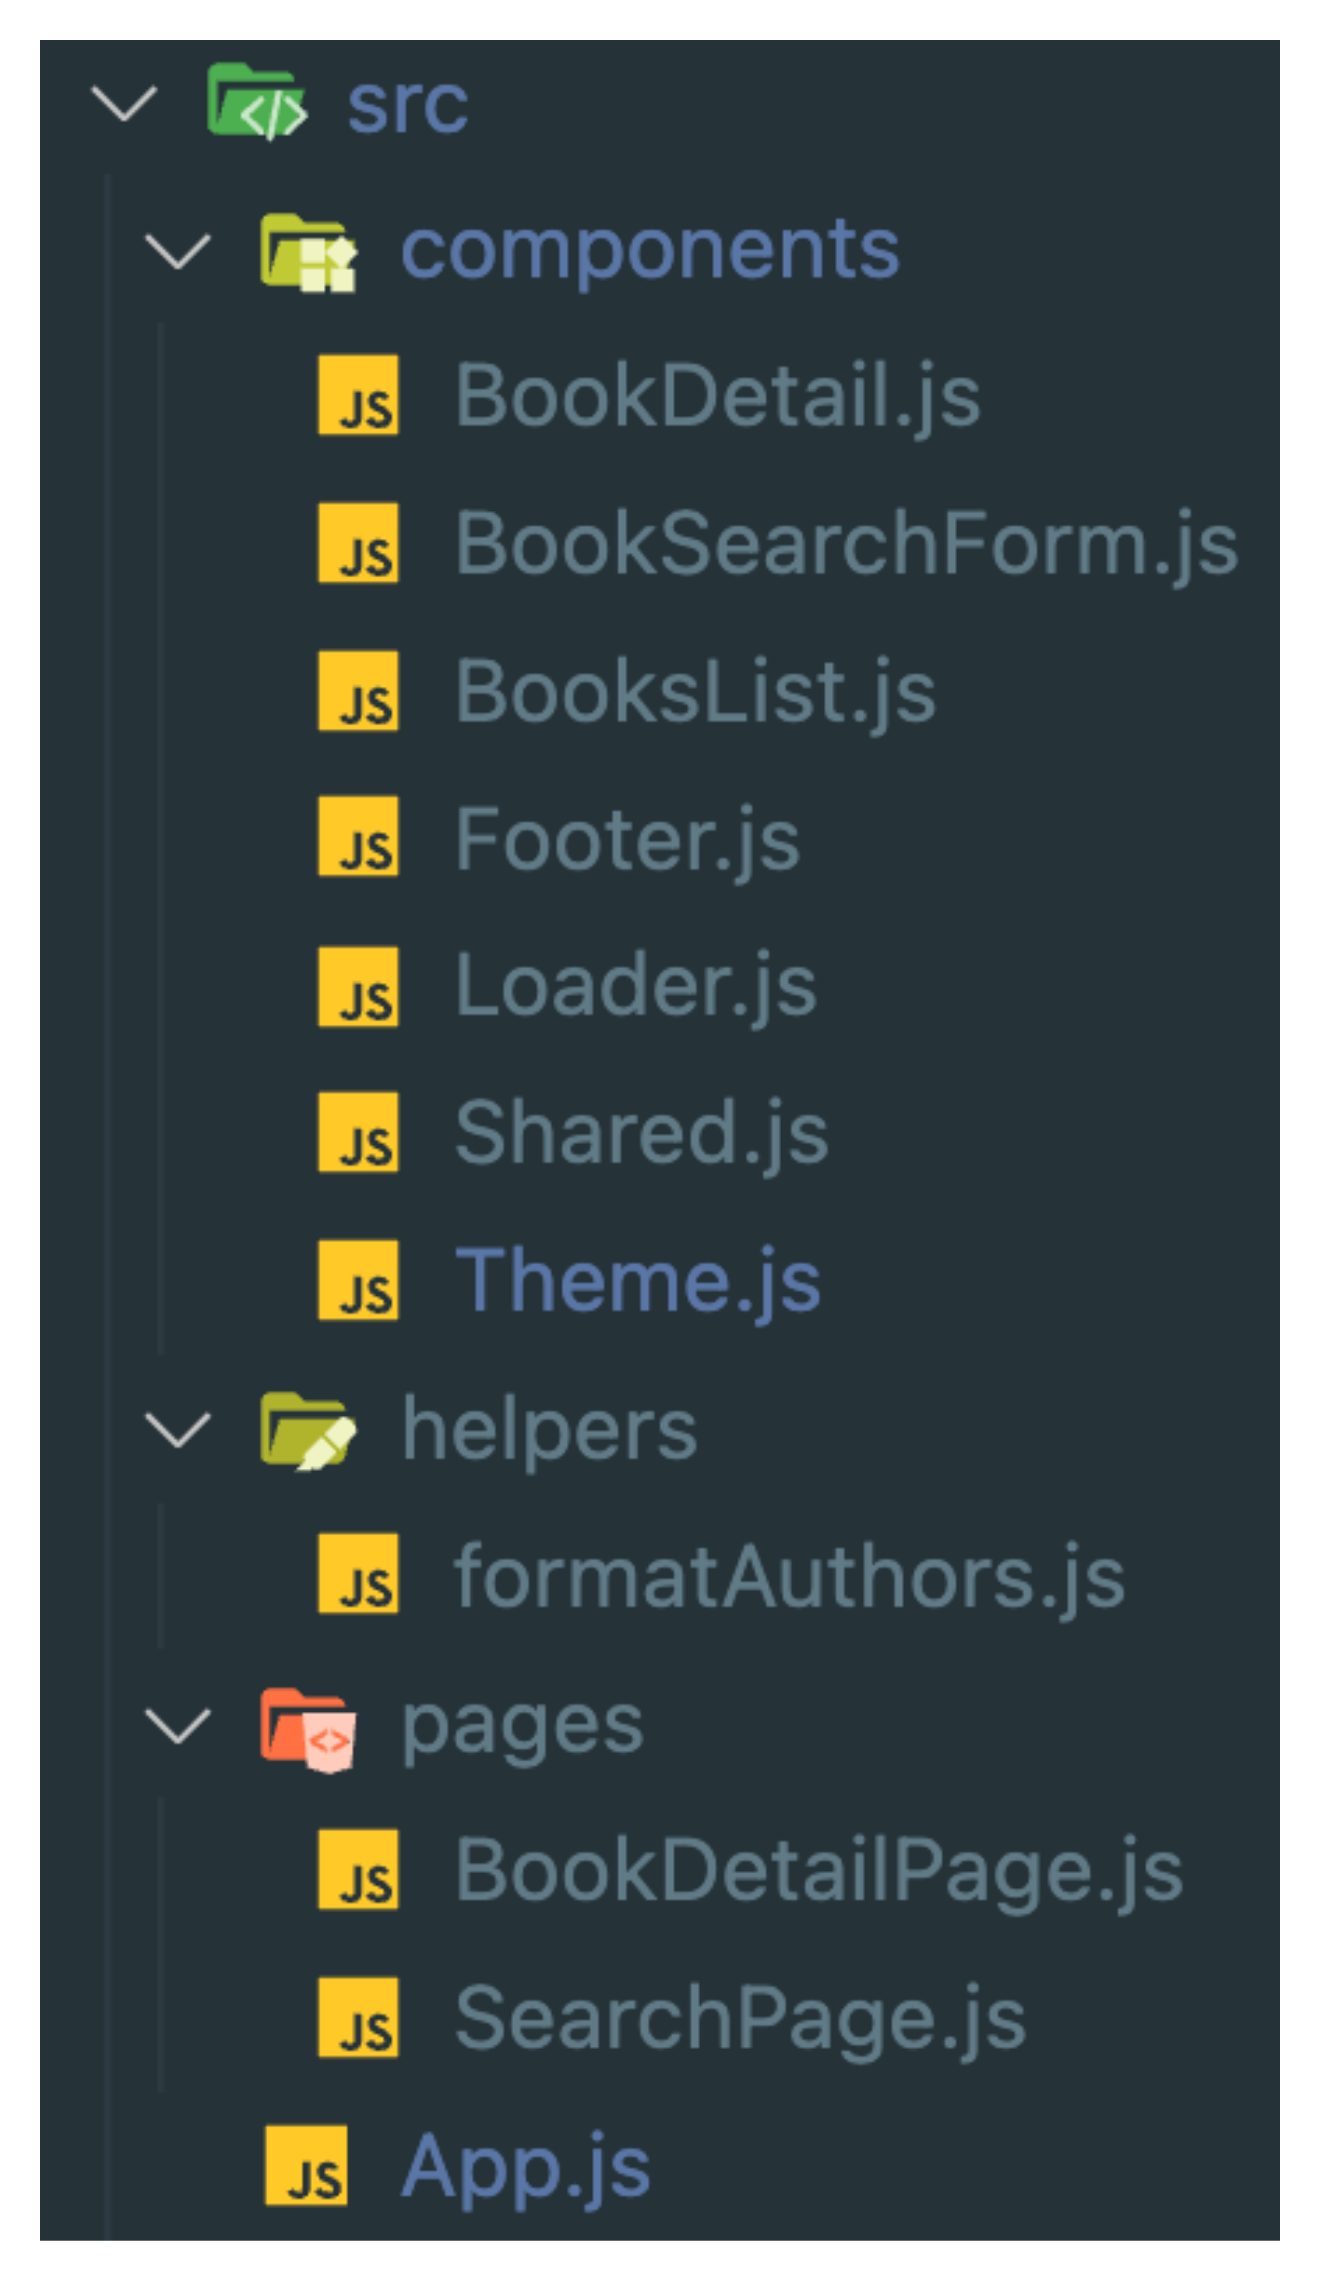 src
components
JS BookDetail.js
JS BookSearchForm.js
JS BooksList.js
JS Footer.js
JS Loader.js
JS Shared.js
JS Theme.js
helpers
JS formatAuthors.js
pages
JS BookDetailPage.js
JS SearchPage.js
JS App.js